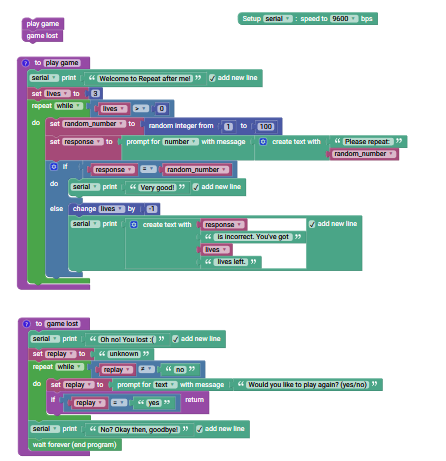 play game
game lost
Setup serial : speed to 9600 bps
to play game
serial print “ Welcome to Repeat after me! ” add new line
set lives to 3
repeat while lives > 0
do set random_number to random integer from 1 to 100
set response to prompt for number with message create text with “ Please repeat: ”
random_number
if response = random_number
do serial print “ Very good! ” add new line
else change lives by -1
serial print create text with response add new line
“ is incorrect. You've got ”
lives
“ lives left. ”
to game lost
serial print “ Oh no! You lost :( ” add new line
set replay to “ unknown ”
repeat while replay ≠ “ no ”
do set replay to prompt for text with message “ Would you like to play again? (yes/no) ”
if replay = “ yes ” return
serial print “ No? Okay then, goodbye! ” add new line
wait forever (end program)